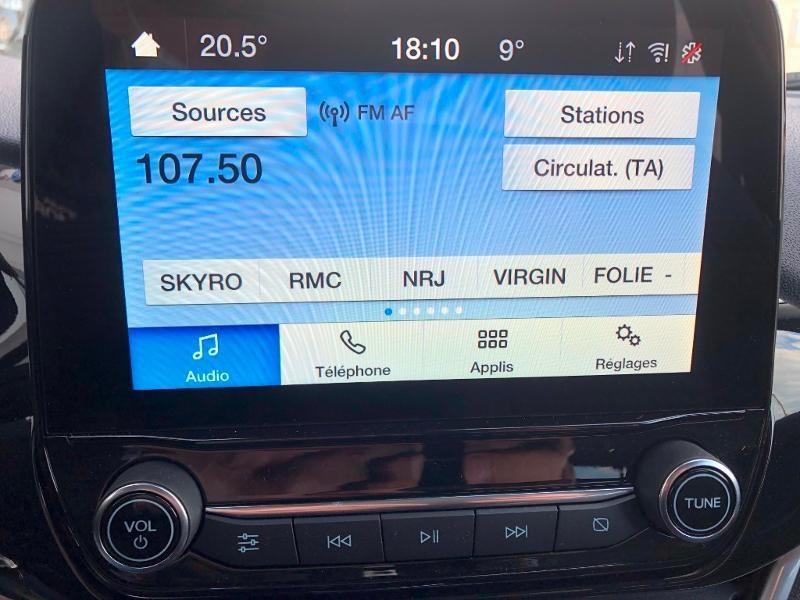 20.5° 18:10 9°
Sources FM AF Stations
107.50 Circulat. (TA)
SKYRO RMC NRJ VIRGIN FOLIE -
Audio Téléphone Applis Réglages
VOL TUNE